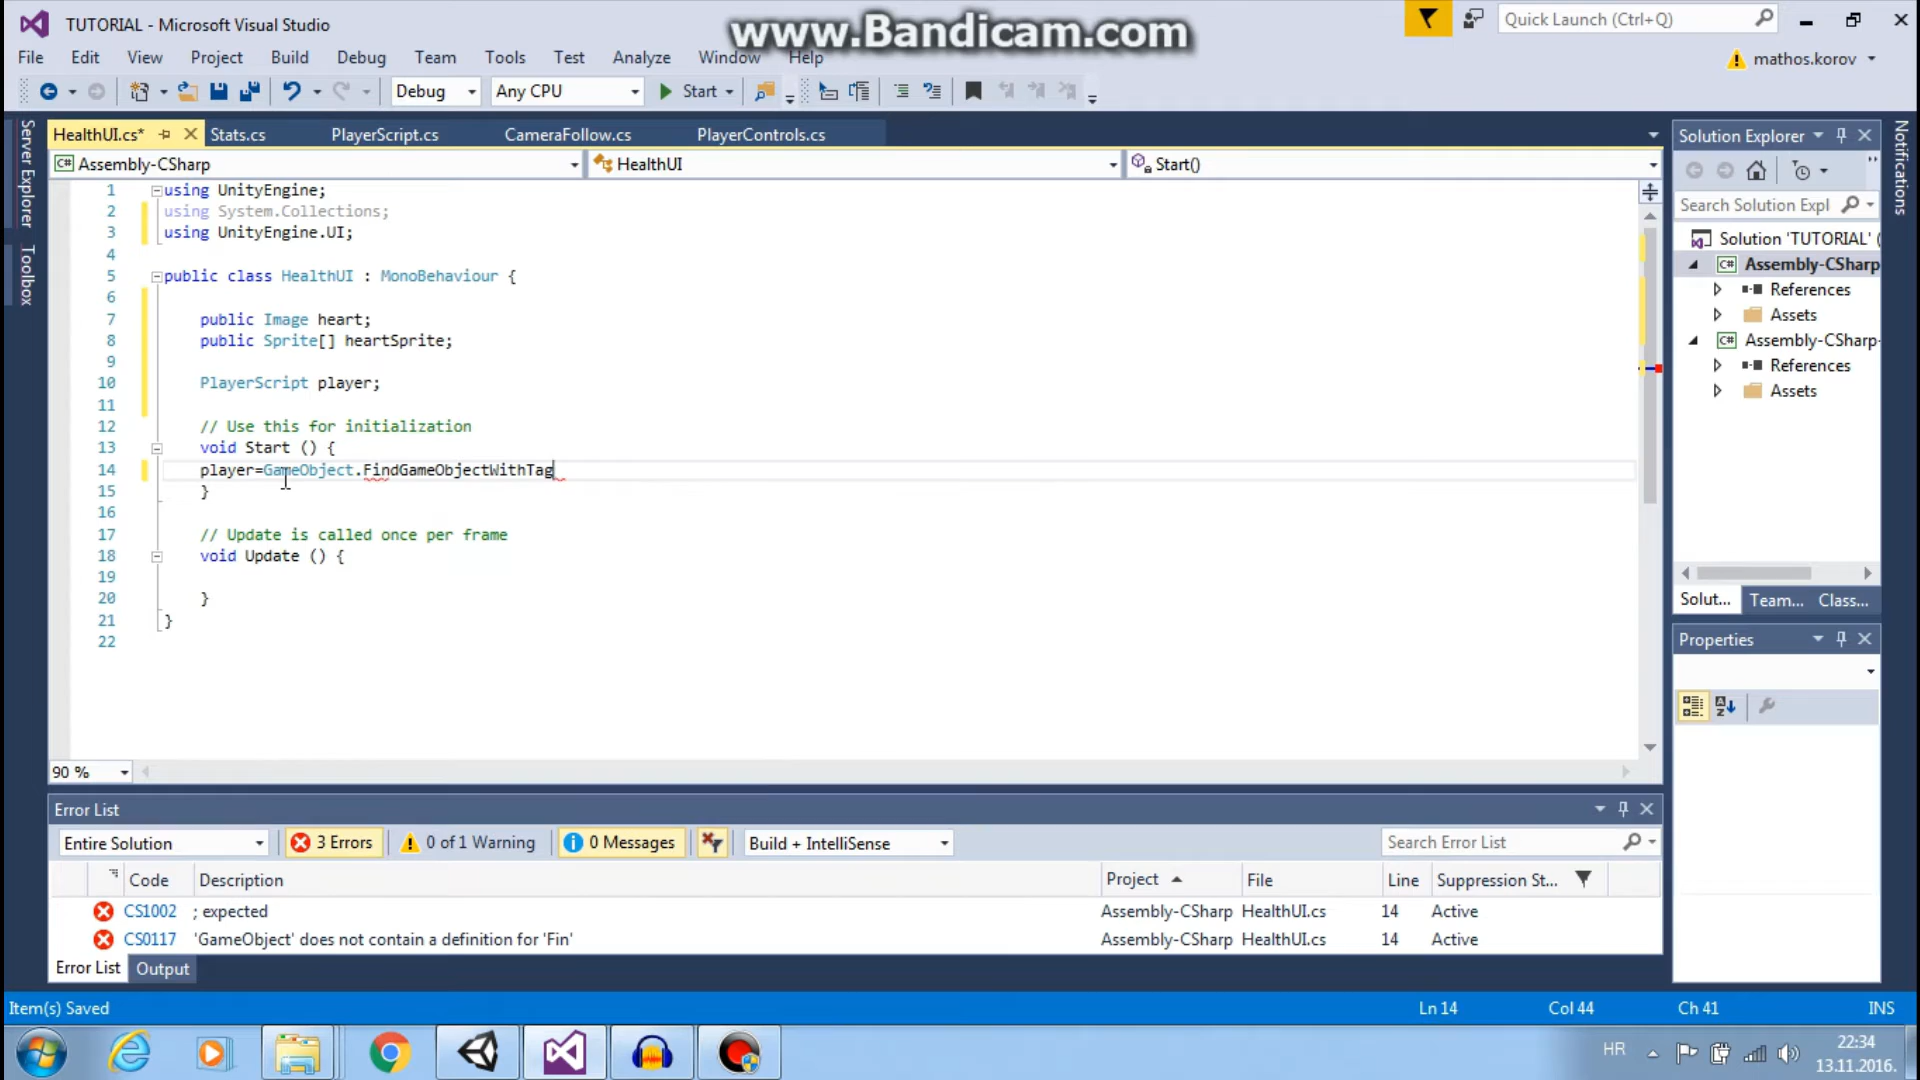 TUTORIAL - Microsoft Visual Studio
www.Bandicam.com
Quick Launch (Ctrl+Q)
File Edit View Project Build Debug Team Tools Test Analyze Window Help
mathos.korov
Debug Any CPU Start
HealthUI.cs* Stats.cs PlayerScript.cs CameraFollow.cs PlayerControls.cs
Assembly-CSharp HealthUI Start()
Server Explorer
Toolbox
1 using UnityEngine;
2 using System.Collections;
3 using UnityEngine.UI;
4
5 public class HealthUI : MonoBehaviour {
6
7 public Image heart;
8 public Sprite[] heartSprite;
9
10 PlayerScript player;
11
12 // Use this for initialization
13 void Start () {
14 player=GameObject.FindGameObjectWithTag
15 }
16
17 // Update is called once per frame
18 void Update () {
19
20 }
21 }
22
90 %
Solution Explorer
Search Solution Expl
Solution 'TUTORIAL' (
Assembly-CSharp
References
Assets
Assembly-CSharp-
References
Assets
Solut... Team... Class...
Properties
Notifications
Error List
Entire Solution 3 Errors 0 of 1 Warning 0 Messages Build + IntelliSense Search Error List
Code Description Project File Line Suppression St...
CS1002 ; expected Assembly-CSharp HealthUI.cs 14 Active
CS0117 'GameObject' does not contain a definition for 'Fin' Assembly-CSharp HealthUI.cs 14 Active
Error List Output
Item(s) Saved Ln 14 Col 44 Ch 41 INS
HR 22:34
13.11.2016.